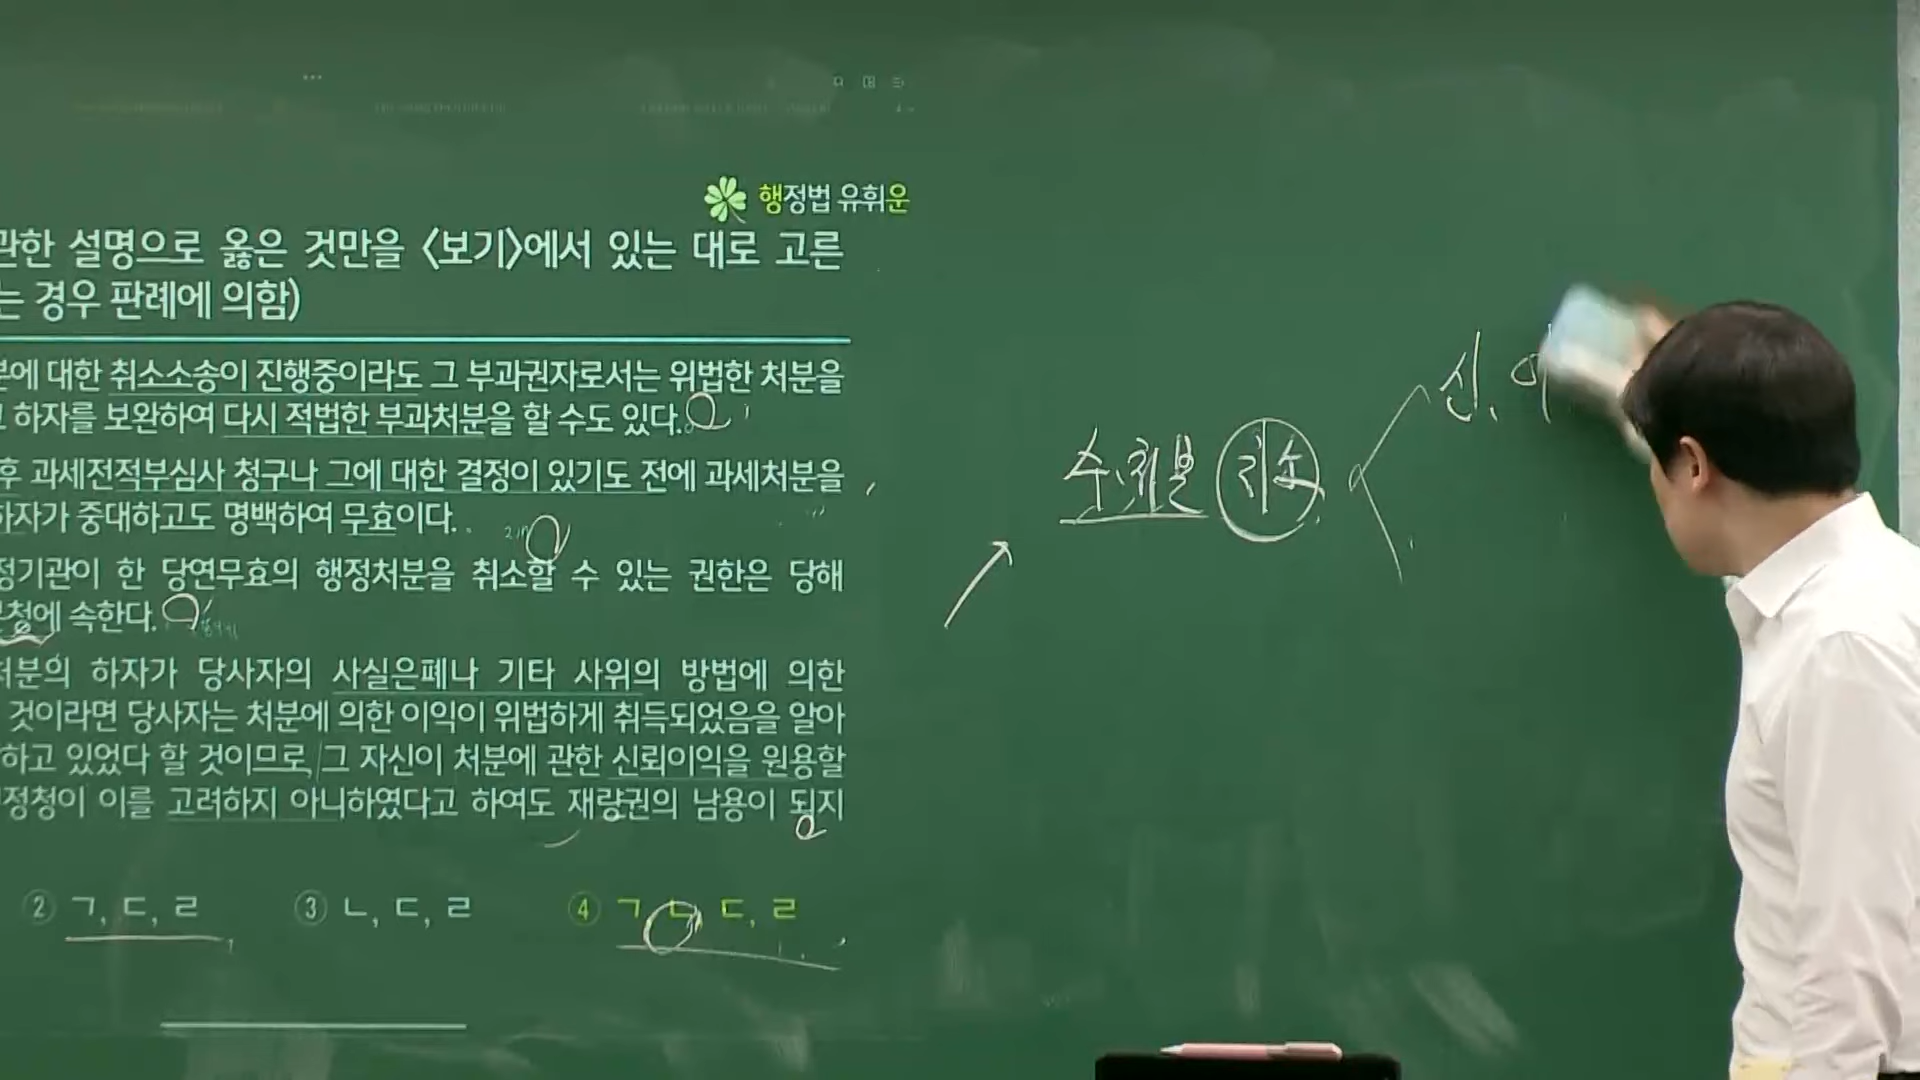 행정법 유휘운
관한 설명으로 옳은 것만을 〈보기〉에서 있는 대로 고른
는 경우 판례에 의함)
분에 대한 취소소송이 진행중이라도 그 부과권자로서는 위법한 처분을
하자를 보완하여 다시 적법한 부과처분을 할 수도 있다.
후 과세전적부심사 청구나 그에 대한 결정이 있기도 전에 과세처분을
하자가 중대하고도 명백하여 무효이다.
정기관이 한 당연무효의 행정처분을 취소할 수 있는 권한은 당해
분청에 속한다.
처분의 하자가 당사자의 사실은폐나 기타 사위의 방법에 의한
것이라면 당사자는 처분에 의한 이익이 위법하게 취득되었음을 알아
하고 있었다 할 것이므로 그 자신이 처분에 관한 신뢰이익을 원용할
정청이 이를 고려하지 아니하였다고 하여도 재량권의 남용이 되지
② ㄱ, ㄷ, ㄹ ③ ㄴ, ㄷ, ㄹ ④ ㄱ, ㄴ, ㄷ, ㄹ
수.처분 취소
신.